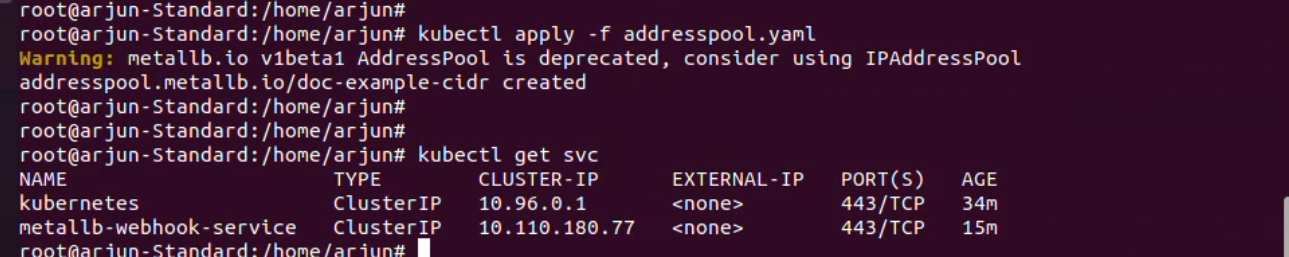 root@arjun-Standard:/home/arjun#
root@arjun-Standard:/home/arjun# kubectl apply -f addresspool.yaml
Warning: metallb.io v1beta1 AddressPool is deprecated, consider using IPAddressPool
addresspool.metallb.io/doc-example-cidr created
root@arjun-Standard:/home/arjun#
root@arjun-Standard:/home/arjun#
root@arjun-Standard:/home/arjun# kubectl get svc
NAME TYPE CLUSTER-IP EXTERNAL-IP PORT(S) AGE
kubernetes ClusterIP 10.96.0.1 <none> 443/TCP 34m
metallb-webhook-service ClusterIP 10.110.180.77 <none> 443/TCP 15m
root@arjun-Standard:/home/arjun#